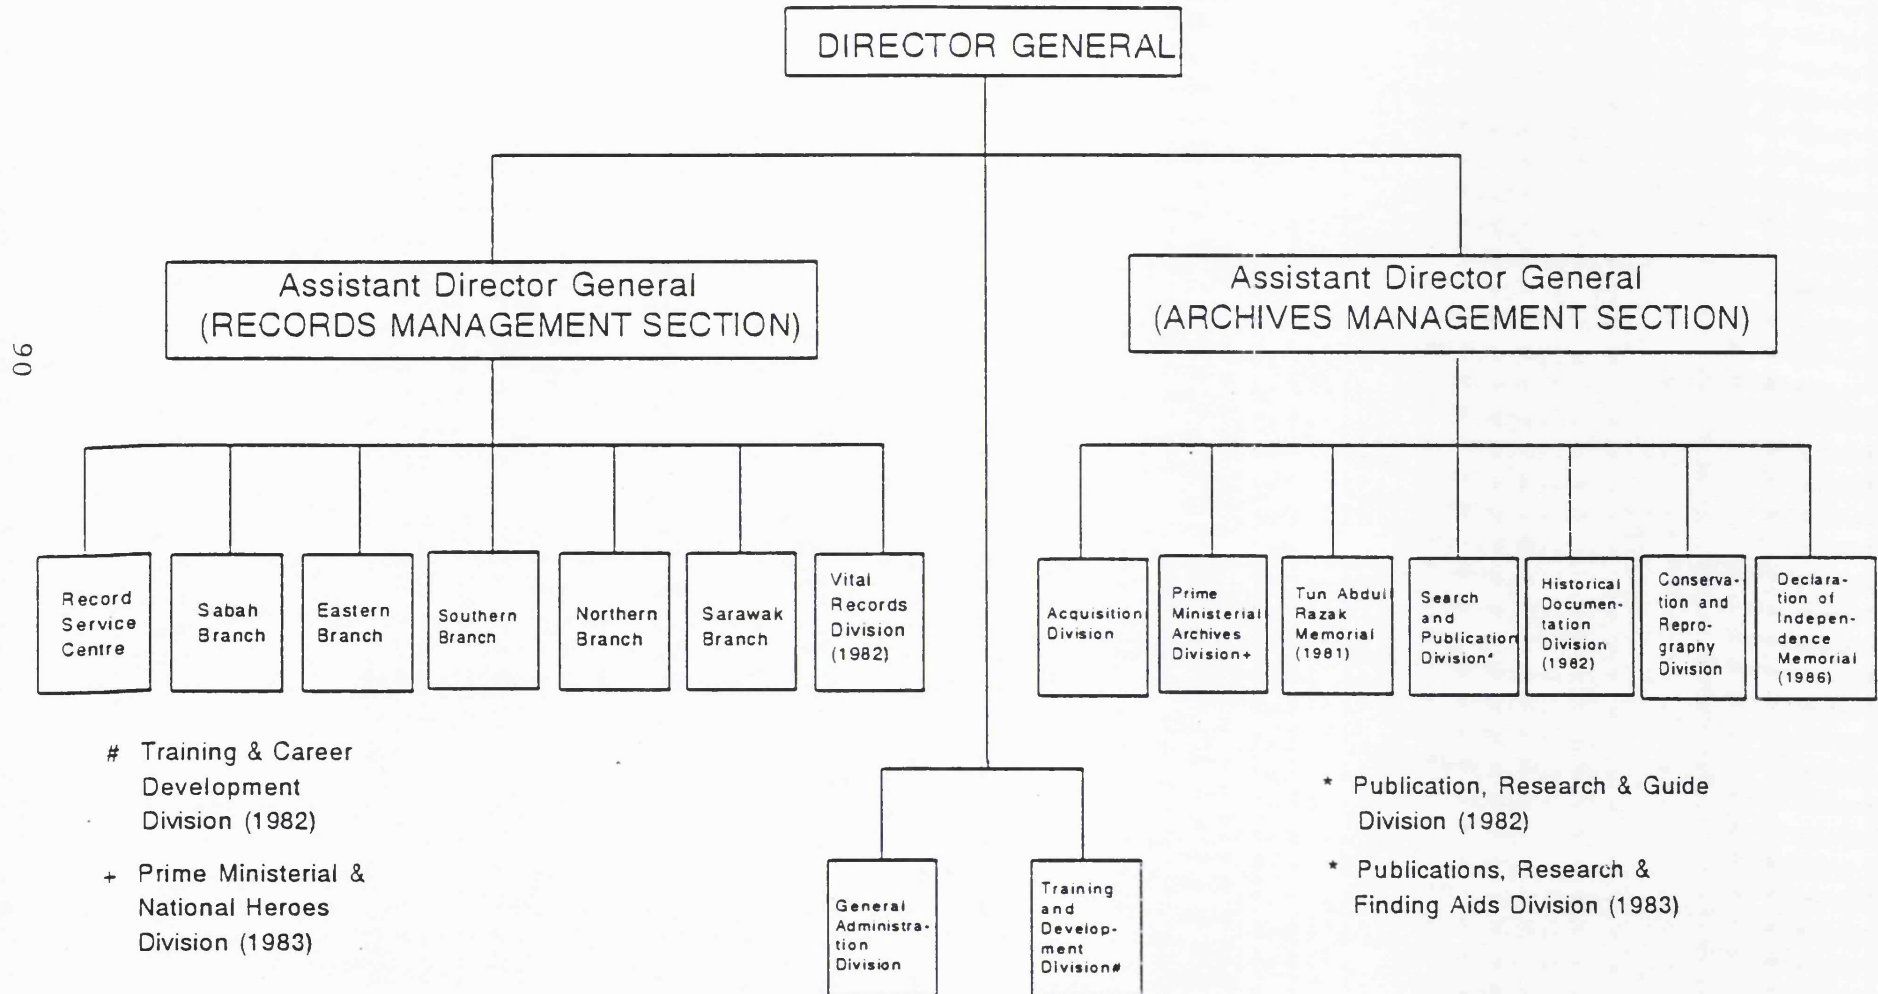 DIRECTOR GENERAL
Assistant Director General
(RECORDS MANAGEMENT SECTION)
Assistant Director General
(ARCHIVES MANAGEMENT SECTION)
90
Record
Service
Centre
Sabah
Branch
Eastern
Branch
Southern
Branch
Northern
Branch
Sarawak
Branch
Vital
Records
Division
(1982)
Acquisition
Division
Prime
Ministerial
Archives
Division+
Tun Abdul
Razak
Memorial
(1981)
Search
and
Publication
Division*
Historical
Documen-
tation
Division
(1982)
Conserva-
tion and
Repro-
graphy
Division
Declara-
tion of
Indepen-
dence
Memorial
(1986)
# Training & Career
Development
Division (1982)
+ Prime Ministerial &
National Heroes
Division (1983)
General
Administra-
tion
Division
Training
and
Develop-
ment
Division#
* Publication, Research & Guide
Division (1982)
* Publications, Research &
Finding Aids Division (1983)